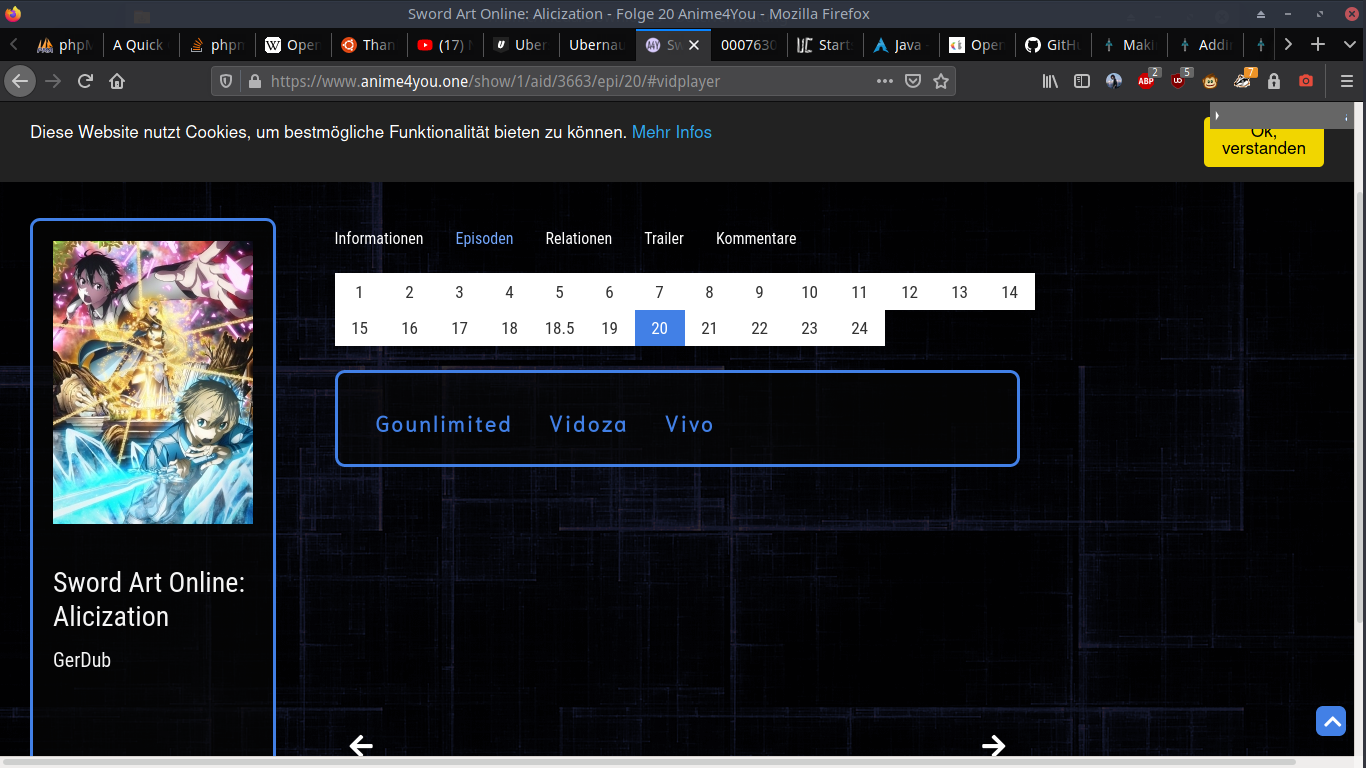 Sword Art Online: Alicization - Folge 20 Anime4You - Mozilla Firefox
A Quick
phpm
Oper
Than
(17)
Uber
Ubernau
0007630
Start
Java
Open
GitHu
Maki
Addin
https://www.anime4you.one/show/1/aid/3663/epi/20/#vidplayer
ABP 2 5 7
Diese Website nutzt Cookies, um bestmögliche Funktionalität bieten zu können. Mehr Infos
Ok,
verstanden
Informationen Episoden Relationen Trailer Kommentare
1 2 3 4 5 6 7 8 9 10 11 12 13 14
15 16 17 18 18.5 19 20 21 22 23 24
Gounlimited Vidoza Vivo
Sword Art Online:
Alicization
GerDub